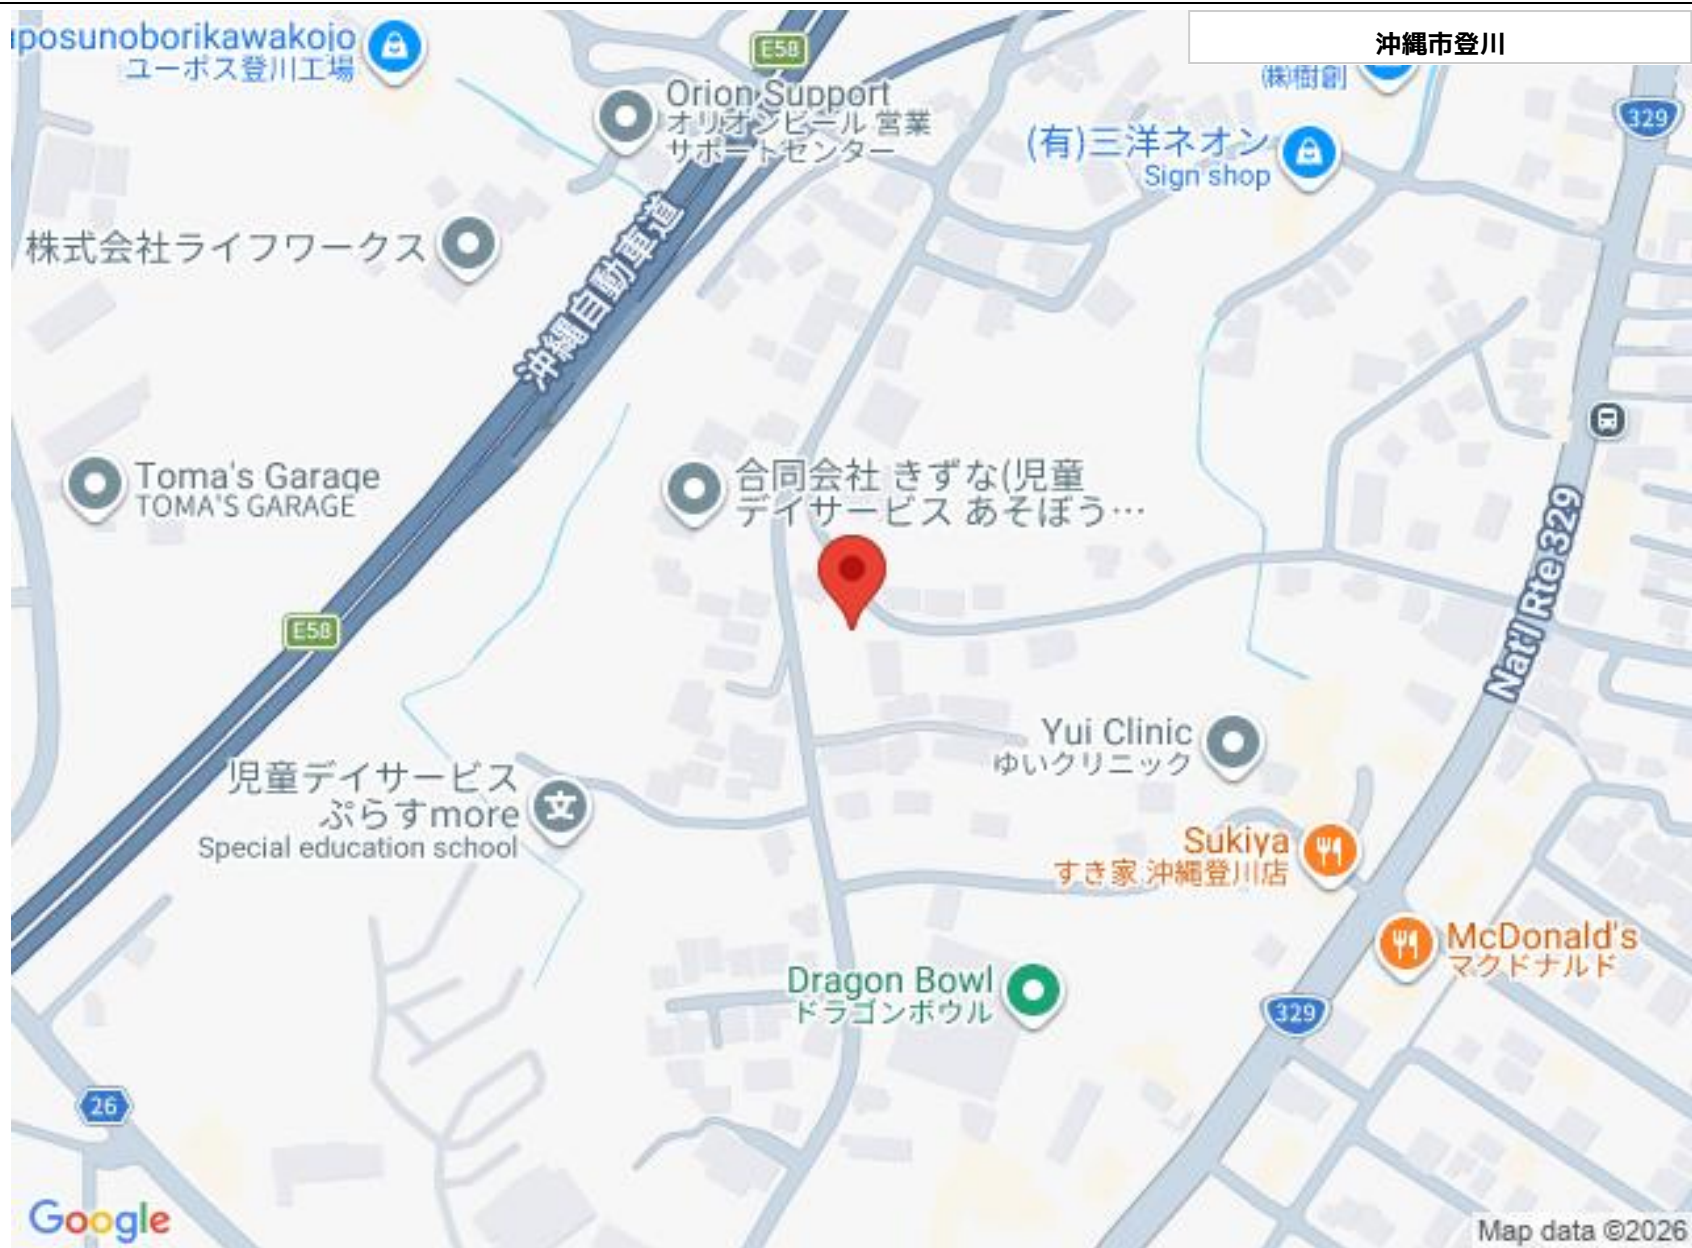 沖縄市登川
uposunoborikawakojo
ユーポス登川工場
E58
Orion Support
オリオンビール 営業
サポートセンター
㈱樹創
329
(有)三洋ネオン
Sign shop
株式会社ライフワークス
沖縄自動車道
Toma's Garage
TOMA'S GARAGE
合同会社 きずな(児童
デイサービス あそぼう…
Nat'l Rte 329
E58
Yui Clinic
ゆいクリニック
児童デイサービス
ぷらすmore
Special education school
Sukiya
すき家 沖縄登川店
McDonald's
マクドナルド
Dragon Bowl
ドラゴンボウル
329
26
Google
Map data ©2026